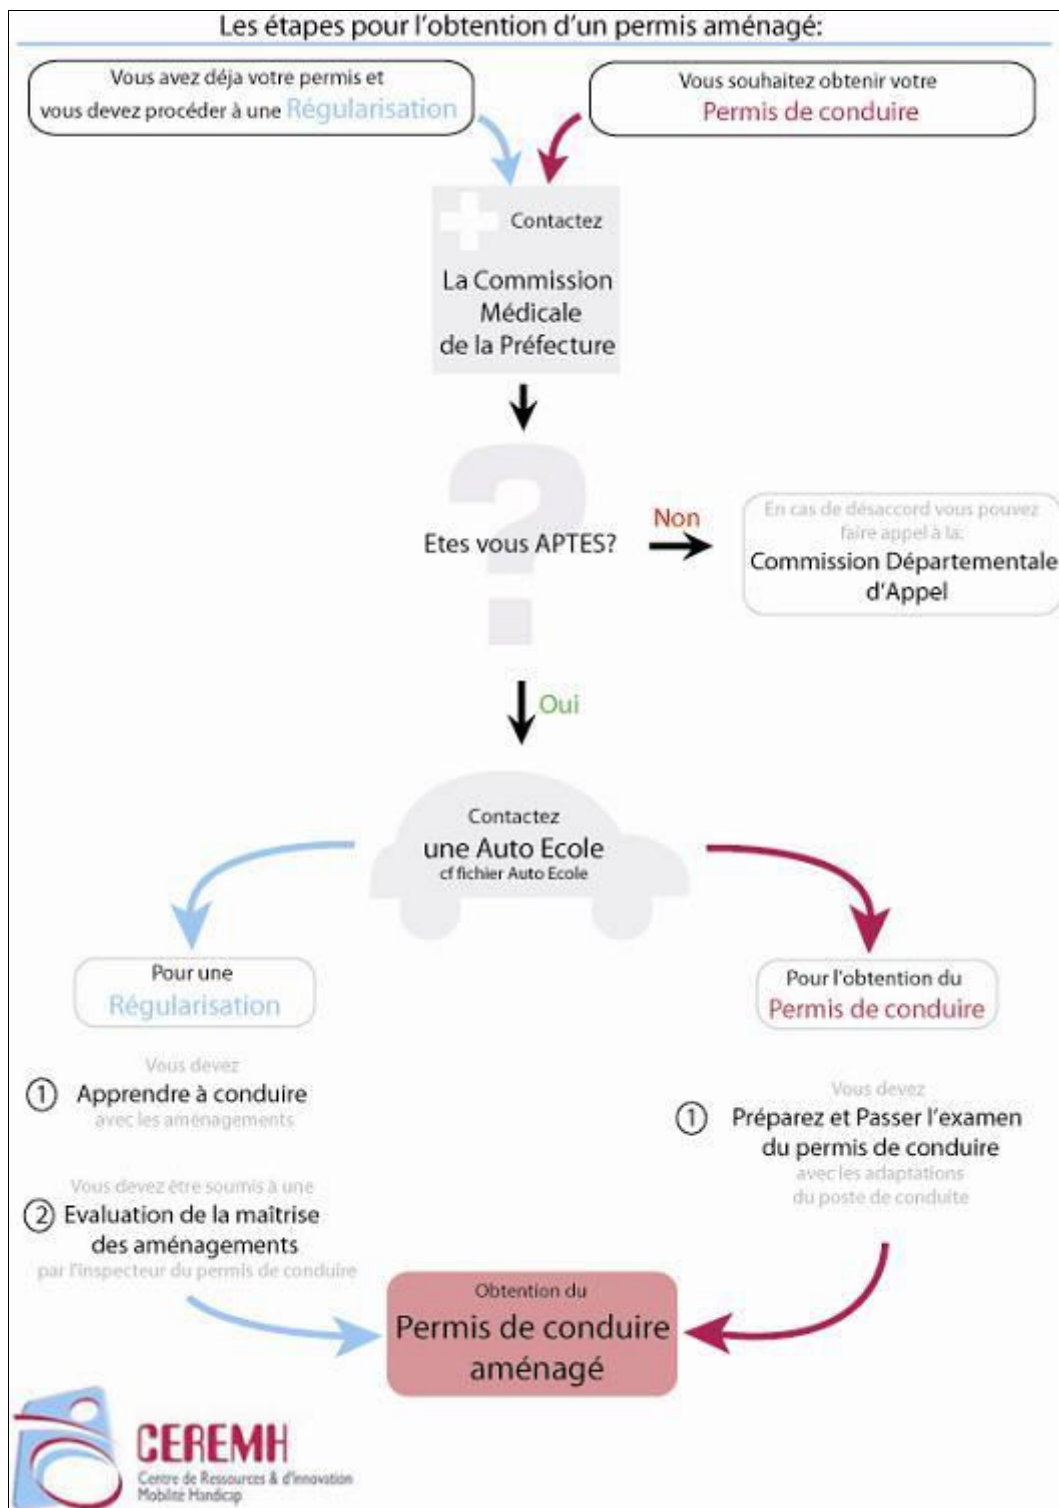 Les étapes pour l'obtention d'un permis aménagé:
Vous avez déja votre permis et
vous devez procéder à une Régularisation
Vous souhaitez obtenir votre
Permis de conduire
Contactez
La Commission
Médicale
de la Préfecture
Etes vous APTES?
Non
En cas de désaccord vous pouvez
faire appel à la:
Commission Départementale
d'Appel
Oui
Contactez
une Auto Ecole
cf fichier Auto Ecole
Pour une
Régularisation
Vous devez
1 Apprendre à conduire
avec les aménagements
Vous devez être soumis à une
2 Evaluation de la maîtrise
des aménagements
par l'inspecteur du permis de conduire
Pour l'obtention du
Permis de conduire
Vous devez
1 Préparez et Passer l'examen
du permis de conduire
avec les adaptations
du poste de conduite
Obtention du
Permis de conduire
aménagé
CEREMH
Centre de Ressources & d'innovation
Mobilité Handicap